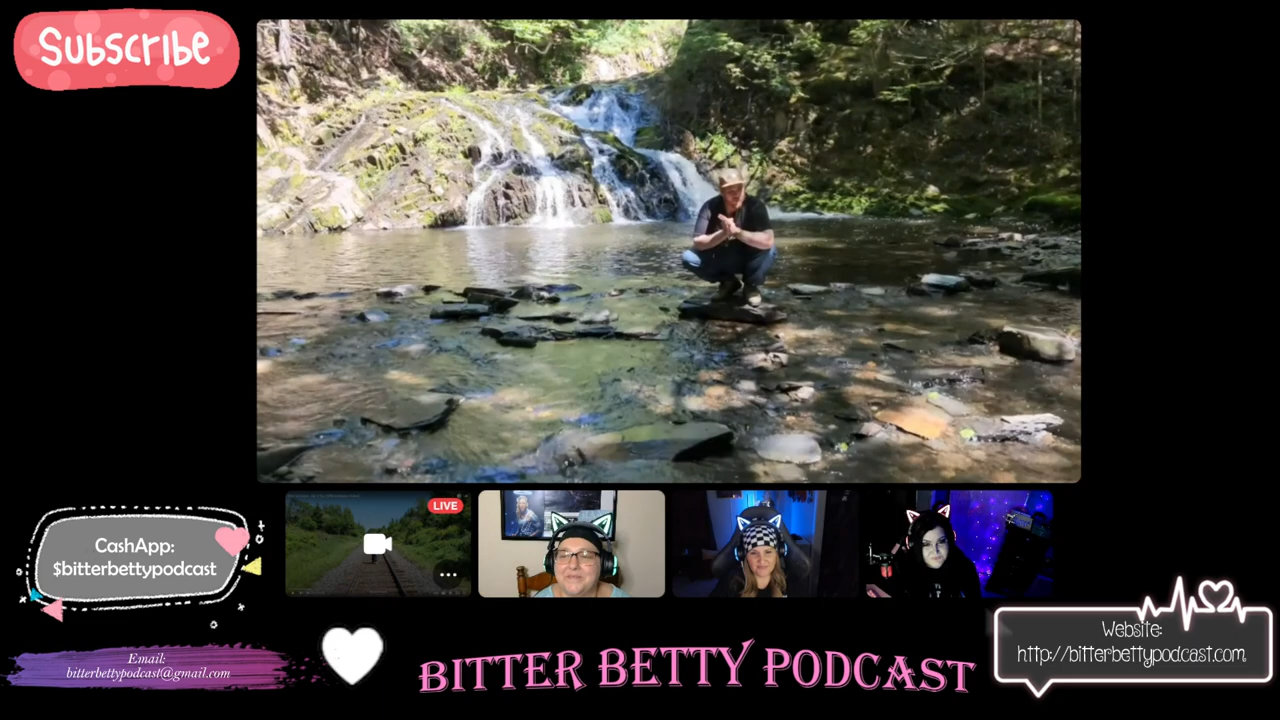 Subscribe
LIVE
CashApp:
$bitterbettypodcast
Email:
bitterbettypodcast@gmail.com
BITTER BETTY PODCAST
Website:
http://bitterbettypodcast.com